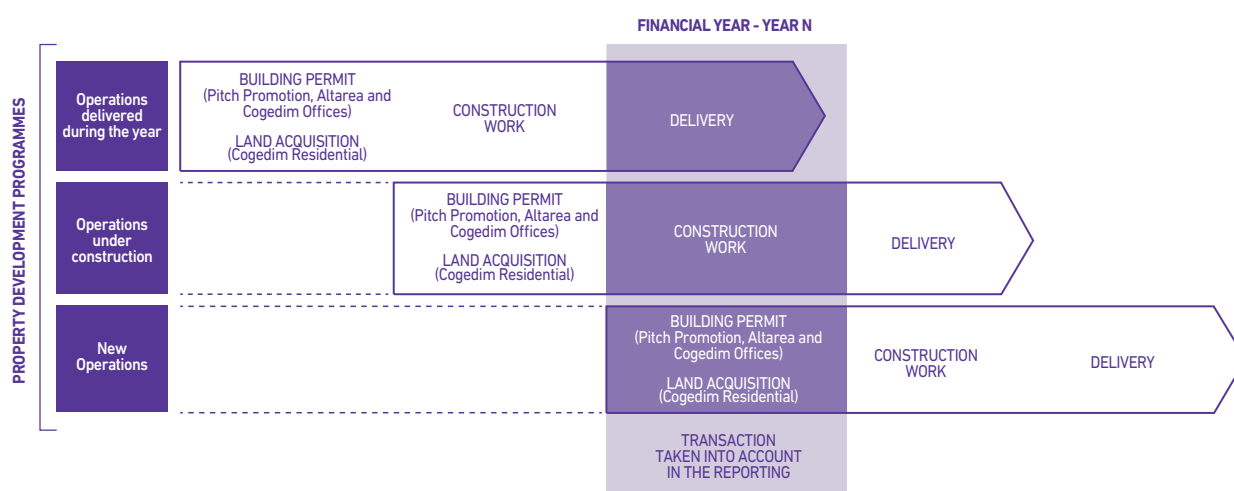 FINANCIAL YEAR - YEAR N
PROPERTY DEVELOPMENT PROGRAMMES
Operations
delivered
during the year
BUILDING PERMIT
(Pitch Promotion, Altarea and
Cogedim Offices)
LAND ACQUISITION
(Cogedim Residential)
CONSTRUCTION
WORK
DELIVERY
Operations
under
construction
BUILDING PERMIT
(Pitch Promotion, Altarea and
Cogedim Offices)
LAND ACQUISITION
(Cogedim Residential)
CONSTRUCTION
WORK
DELIVERY
New
Operations
BUILDING PERMIT
(Pitch Promotion, Altarea and
Cogedim Offices)
LAND ACQUISITION
(Cogedim Residential)
CONSTRUCTION
WORK
DELIVERY
TRANSACTION
TAKEN INTO ACCOUNT
IN THE REPORTING